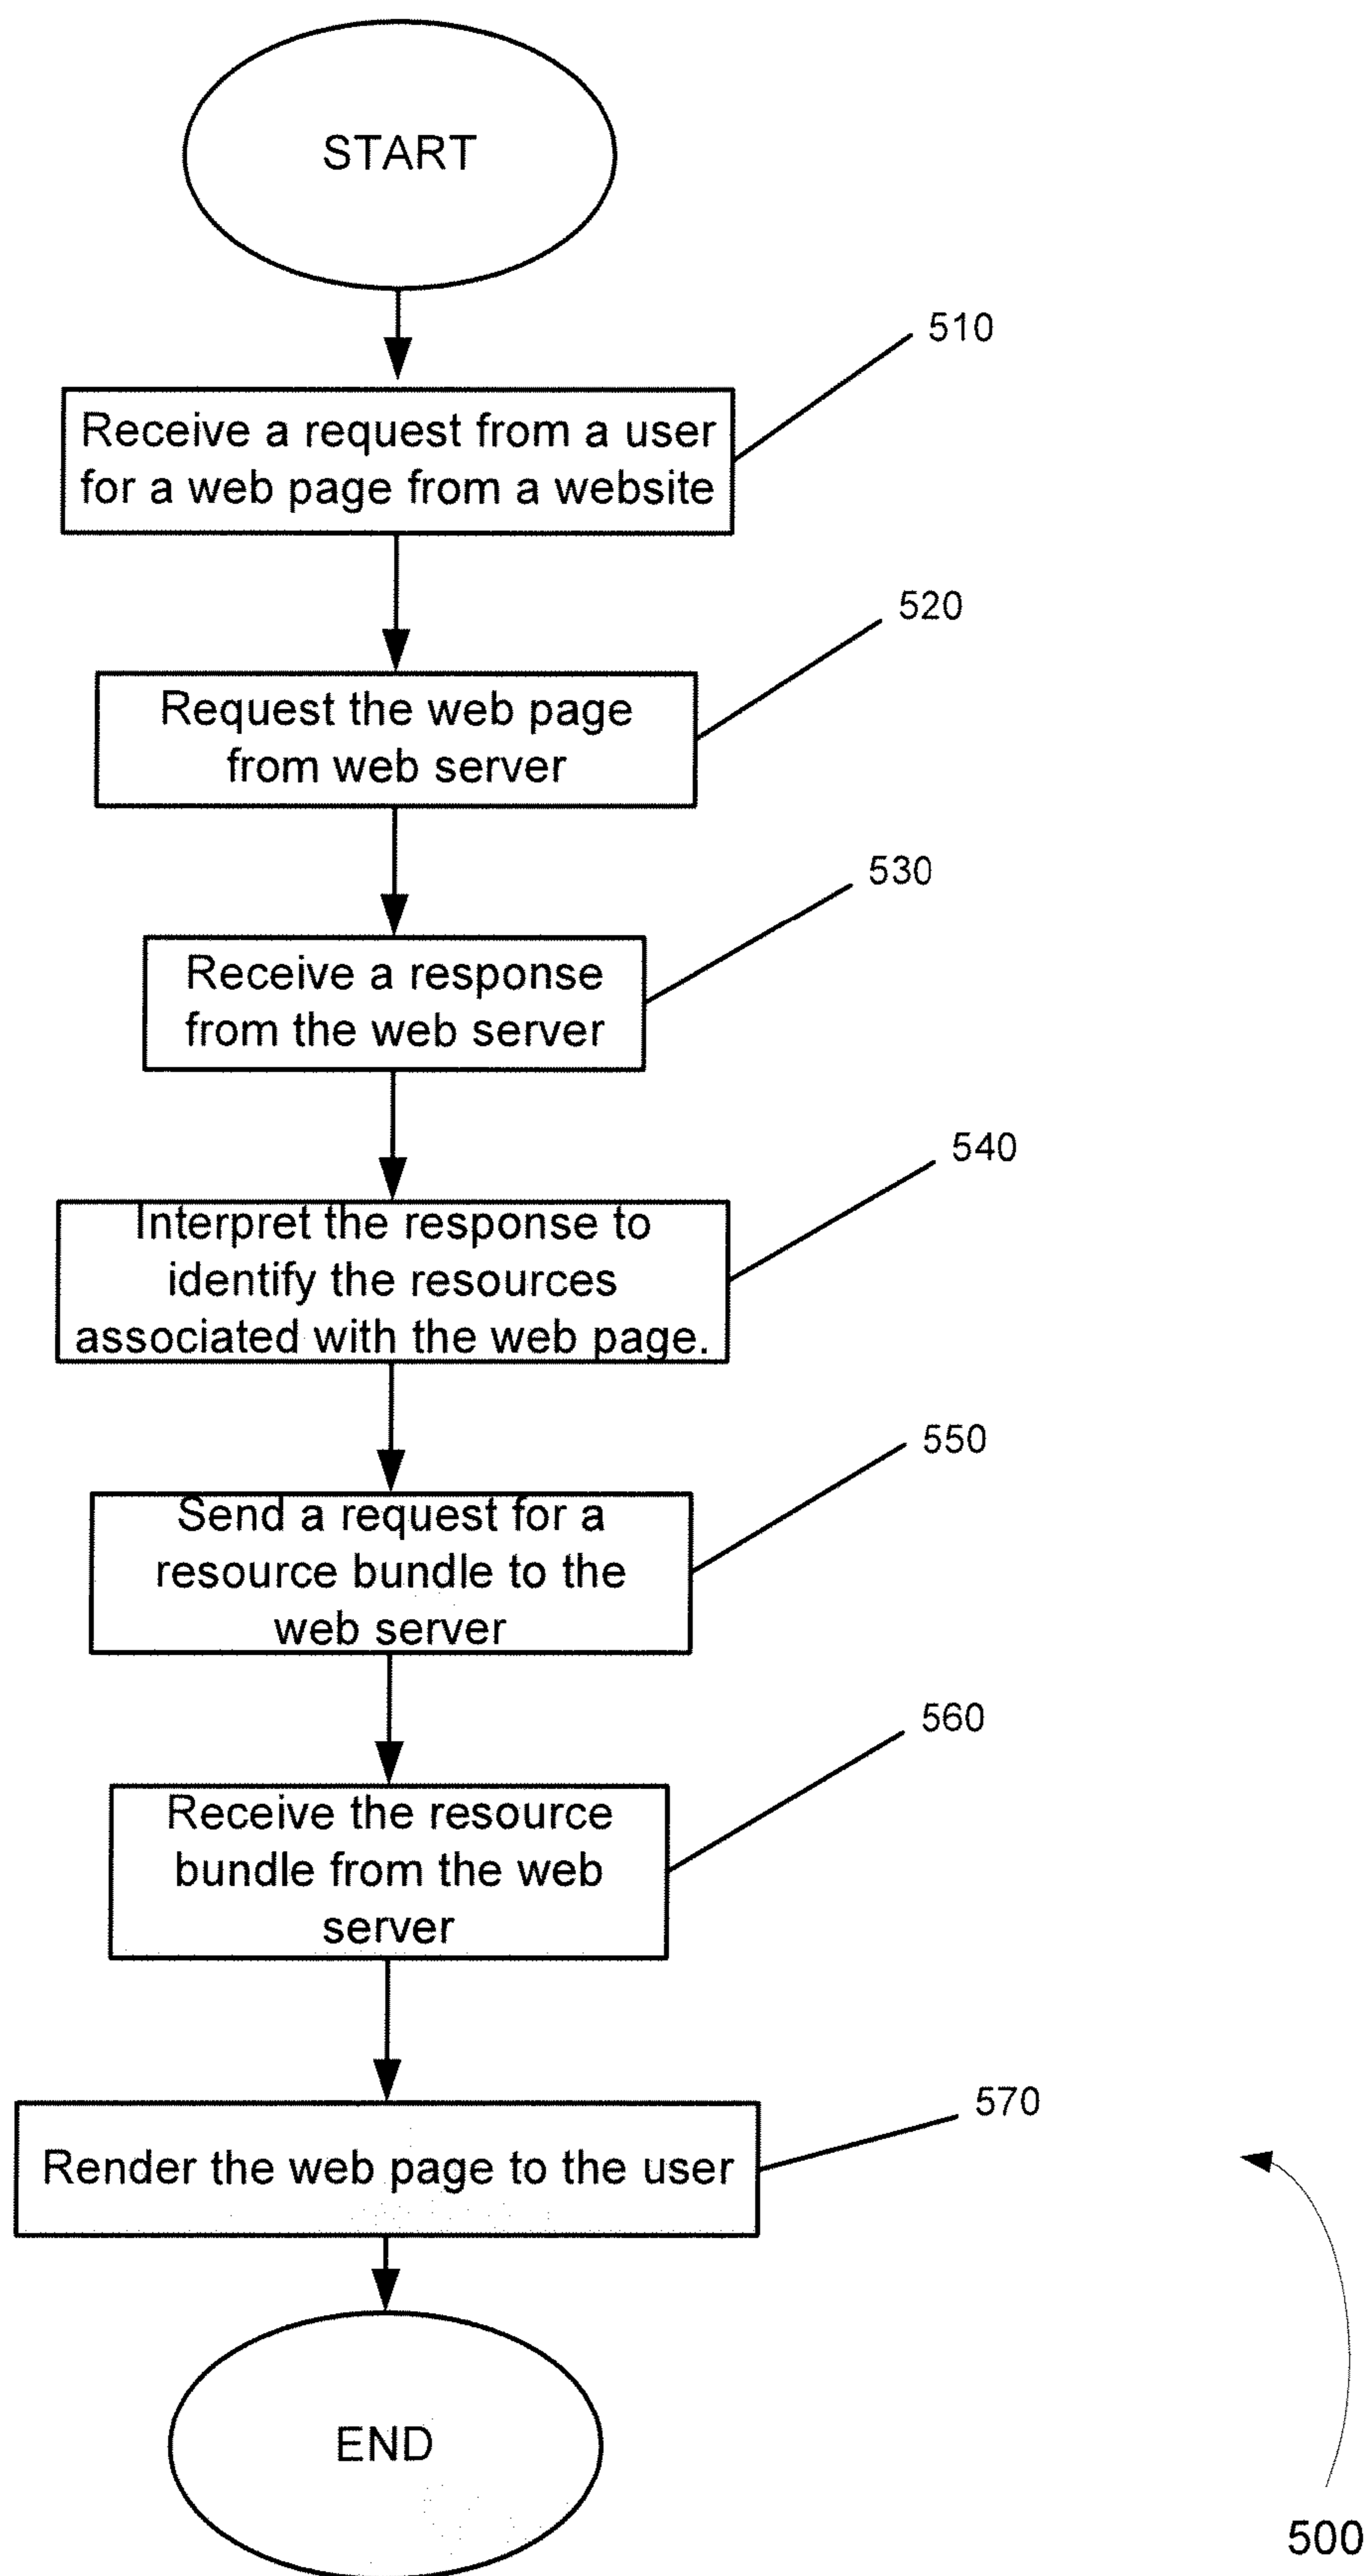 START
510
Receive a request from a user
for a web page from a website
520
Request the web page
from web server
530
Receive a response
from the web server
540
Interpret the response to
identify the resources
associated with the web page.
550
Send a request for a
resource bundle to the
web server
560
Receive the resource
bundle from the web
server
570
Render the web page to the user
END
500